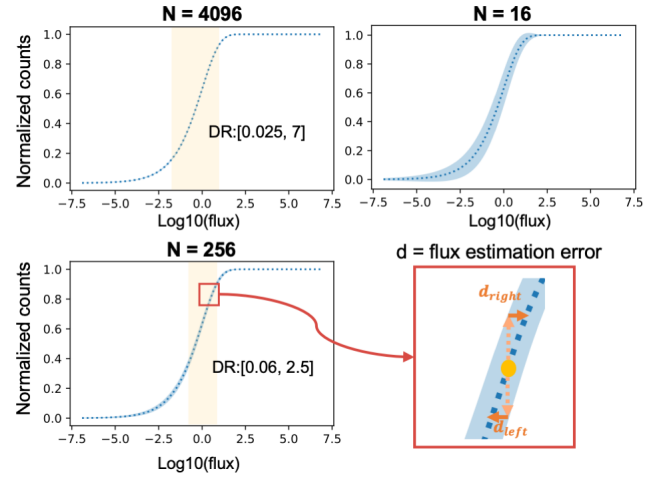 N = 4096
Normalized counts
1.0
0.8
0.6
0.4
0.2
0.0
DR:[0.025, 7]
−7.5 −5.0 −2.5 0.0 2.5 5.0 7.5
Log10(flux)
N = 16
1.0
0.8
0.6
0.4
0.2
0.0
−7.5 −5.0 −2.5 0.0 2.5 5.0 7.5
Log10(flux)
N = 256
Normalized counts
1.0
0.8
0.6
0.4
0.2
0.0
DR:[0.06, 2.5]
−7.5 −5.0 −2.5 0.0 2.5 5.0 7.5
Log10(flux)
d = flux estimation error
d_right
d_left